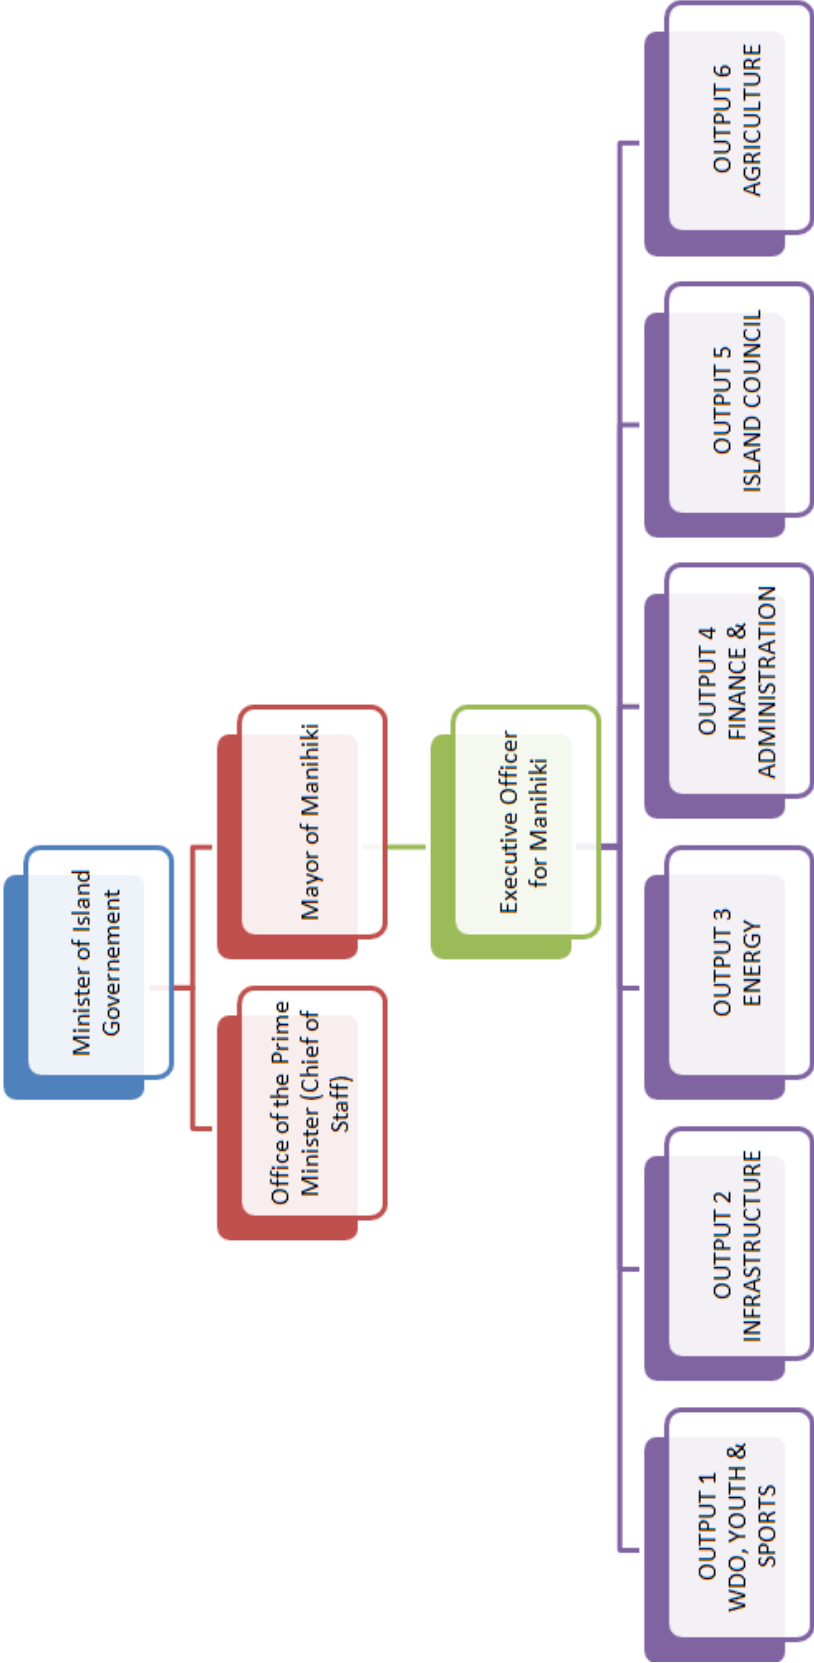 Minister of Island
Governement
Office of the Prime
Minister (Chief of
Staff)
Mayor of Manihiki
Executive Officer
for Manihiki
OUTPUT 1
WDO, YOUTH &
SPORTS
OUTPUT 2
INFRASTRUCTURE
OUTPUT 3
ENERGY
OUTPUT 4
FINANCE &
ADMINISTRATION
OUTPUT 5
ISLAND COUNCIL
OUTPUT 6
AGRICULTURE